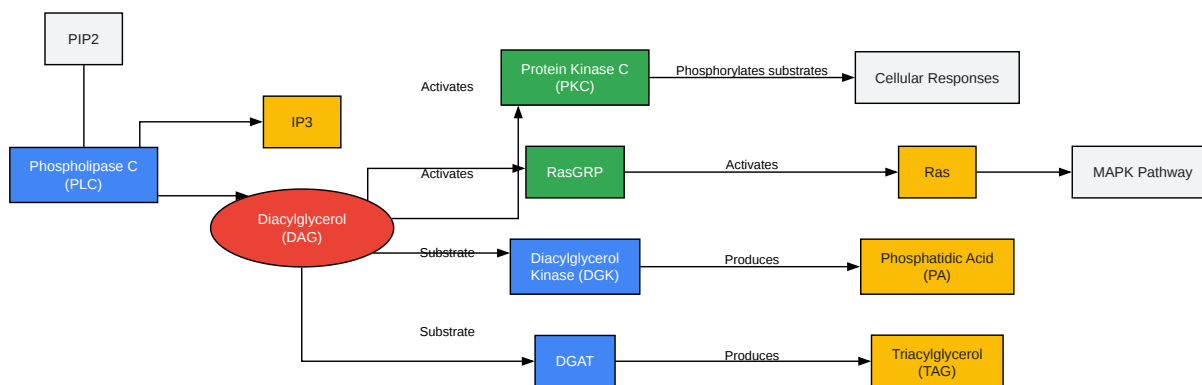 PIP2
Protein Kinase C
(PKC)
Phosphorylates substrates
Cellular Responses
Activates
IP3
Phospholipase C
(PLC)
Activates
RasGRP
Activates
Ras
MAPK Pathway
Diacylglycerol
(DAG)
Substrate
Diacylglycerol
Kinase (DGK)
Produces
Phosphatidic Acid
(PA)
Substrate
DGAT
Produces
Triacylglycerol
(TAG)